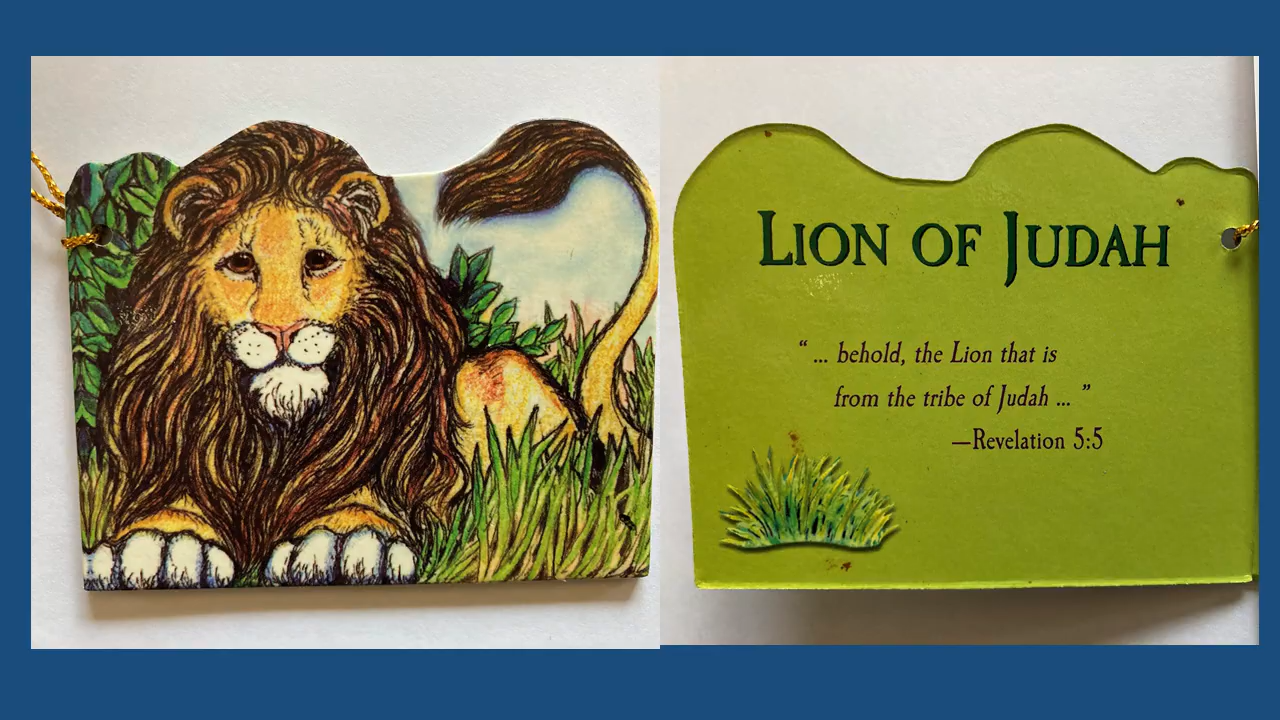 LION OF JUDAH
“ ... behold, the Lion that is
from the tribe of Judah ... ”
—Revelation 5:5